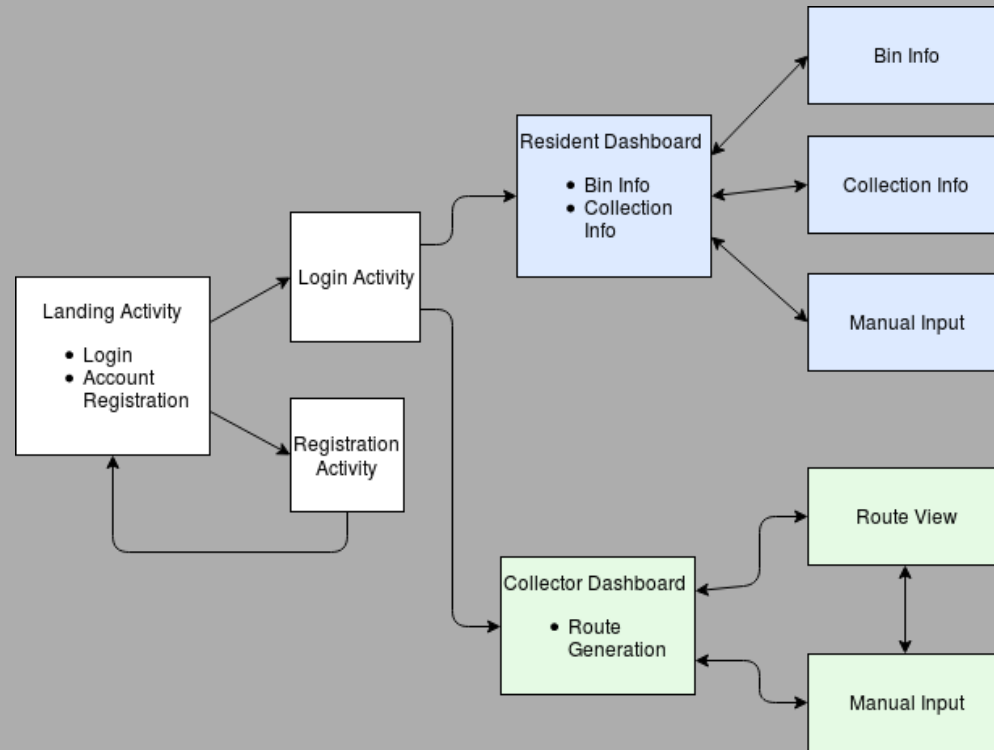 Bin Info
Resident Dashboard
• Bin Info
• Collection
Info
Collection Info
Manual Input
Login Activity
Landing Activity
• Login
• Account
Registration
Registration
Activity
Route View
Collector Dashboard
• Route
Generation
Manual Input